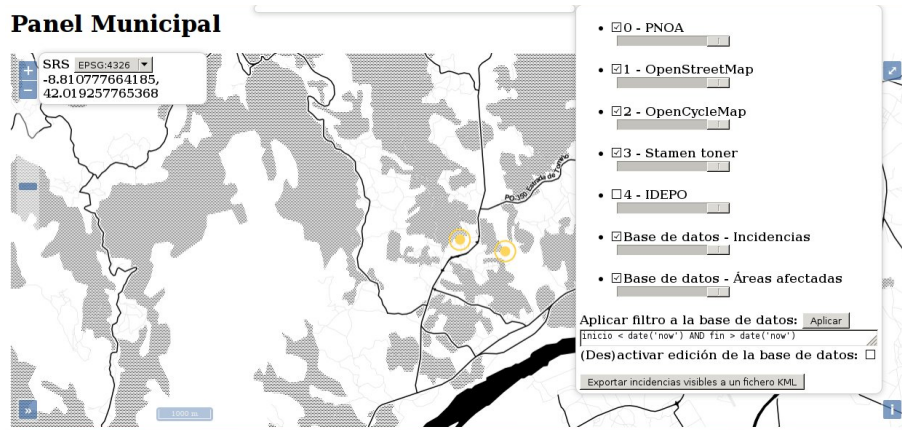 Panel Municipal
SRS EPSG:4326
-8.810777664185,
42.019257765368
+
−
0 - PNOA
1 - OpenStreetMap
2 - OpenCycleMap
3 - Stamen toner
4 - IDEPO
Base de datos - Incidencias
Base de datos - Áreas afectadas
Aplicar filtro a la base de datos: Aplicar
inicio < date('now') AND fin > date('now')
(Des)activar edición de la base de datos:
Exportar incidencias visibles a un fichero KML
»
1000 m
i